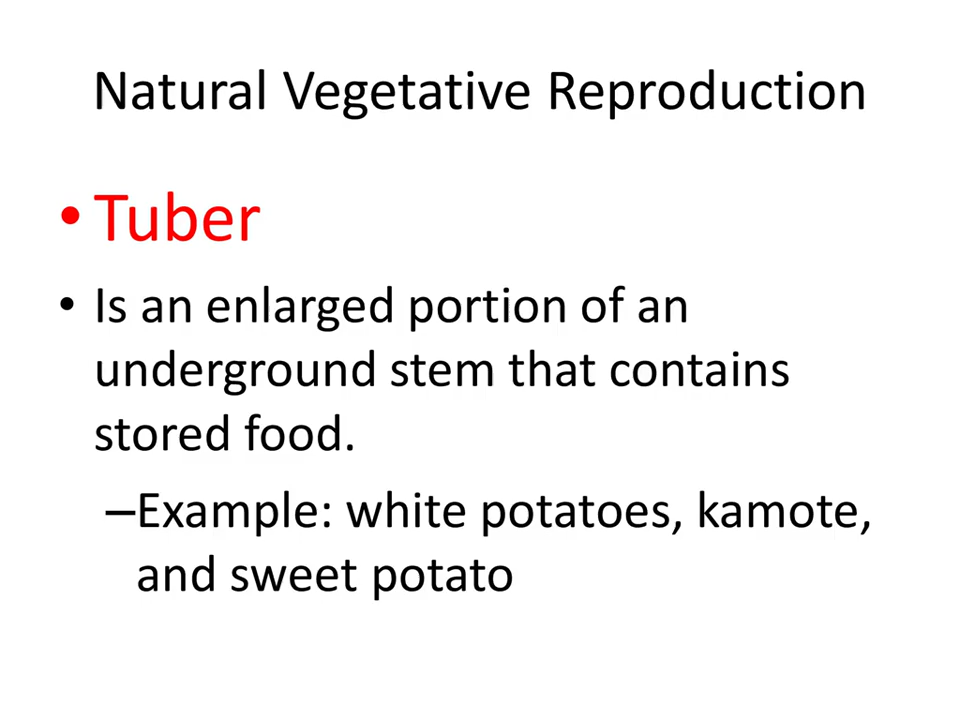 Natural Vegetative Reproduction
• Tuber
• Is an enlarged portion of an
underground stem that contains
stored food.
–Example: white potatoes, kamote,
and sweet potato